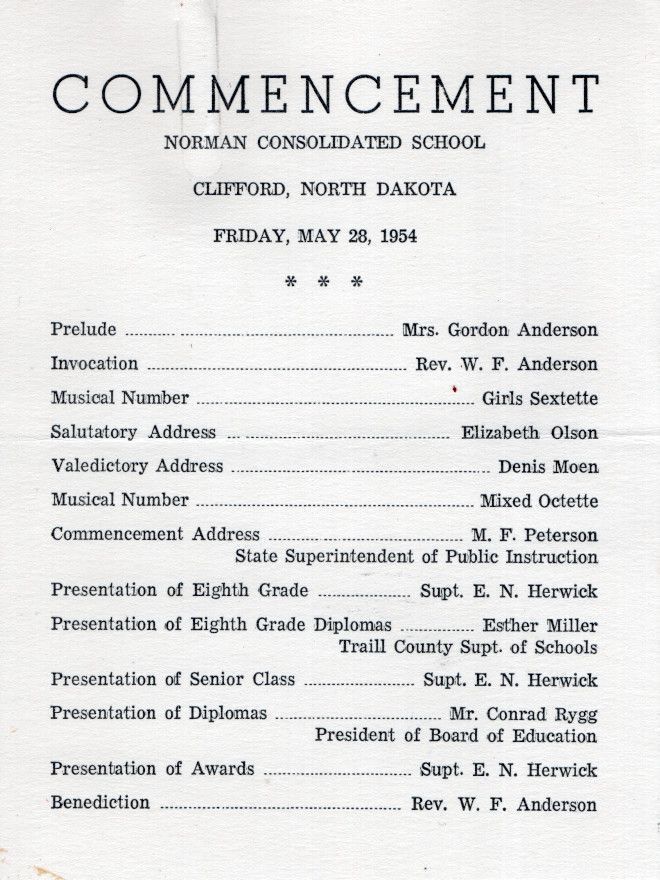 COMMENCEMENT
NORMAN CONSOLIDATED SCHOOL
CLIFFORD, NORTH DAKOTA
FRIDAY, MAY 28, 1954
* * *
Prelude ........................................ Mrs. Gordon Anderson
Invocation ........................................ Rev. W. F. Anderson
Musical Number ........................................ Girls Sextette
Salutatory Address ........................................ Elizabeth Olson
Valedictory Address ........................................ Denis Moen
Musical Number ........................................ Mixed Octette
Commencement Address ........................................ M. F. Peterson
State Superintendent of Public Instruction
Presentation of Eighth Grade .................... Supt. E. N. Herwick
Presentation of Eighth Grade Diplomas .............. Esther Miller
Traill County Supt. of Schools
Presentation of Senior Class .................... Supt. E. N. Herwick
Presentation of Diplomas .............................. Mr. Conrad Rygg
President of Board of Education
Presentation of Awards .............................. Supt. E. N. Herwick
Benediction ........................................ Rev. W. F. Anderson